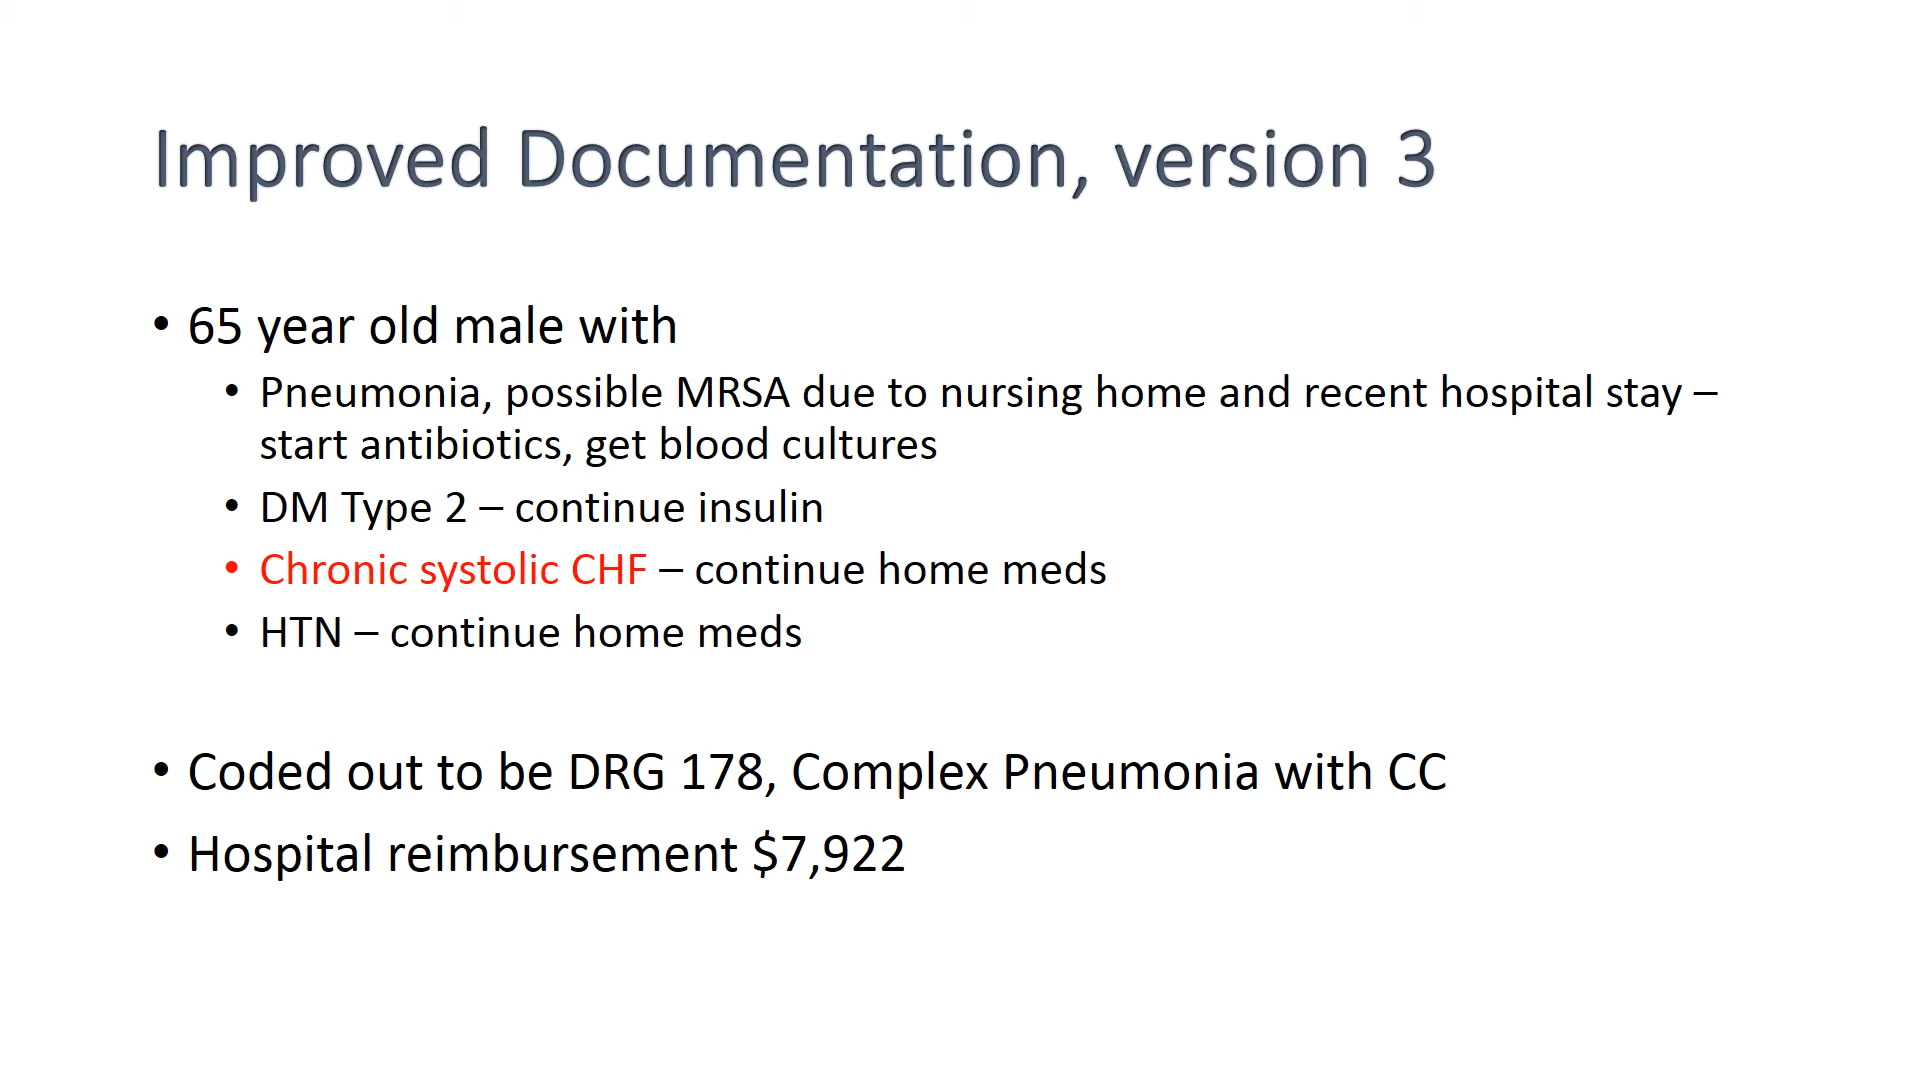 Improved Documentation, version 3
• 65 year old male with
• Pneumonia, possible MRSA due to nursing home and recent hospital stay –
start antibiotics, get blood cultures
• DM Type 2 – continue insulin
• Chronic systolic CHF – continue home meds
• HTN – continue home meds
• Coded out to be DRG 178, Complex Pneumonia with CC
• Hospital reimbursement $7,922